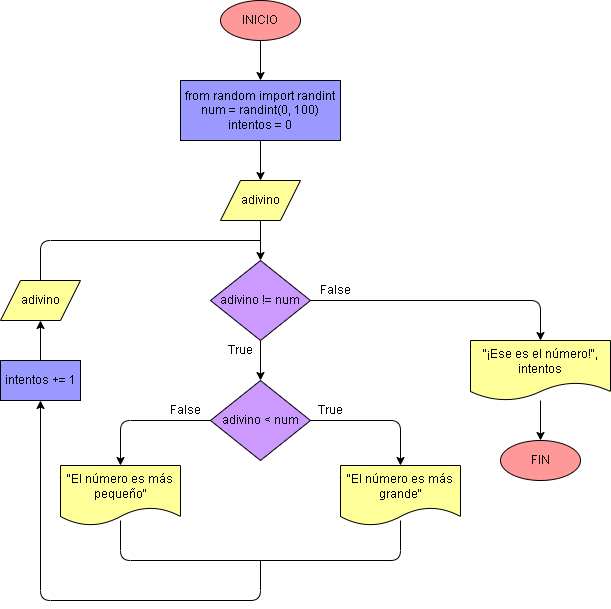 INICIO
from random import randint
num = randint(0, 100)
intentos = 0
adivino
adivino
adivino != num
False
True
"¡Ese es el número!",
intentos
intentos += 1
adivino < num
False
True
"El número es más
pequeño"
"El número es más
grande"
FIN